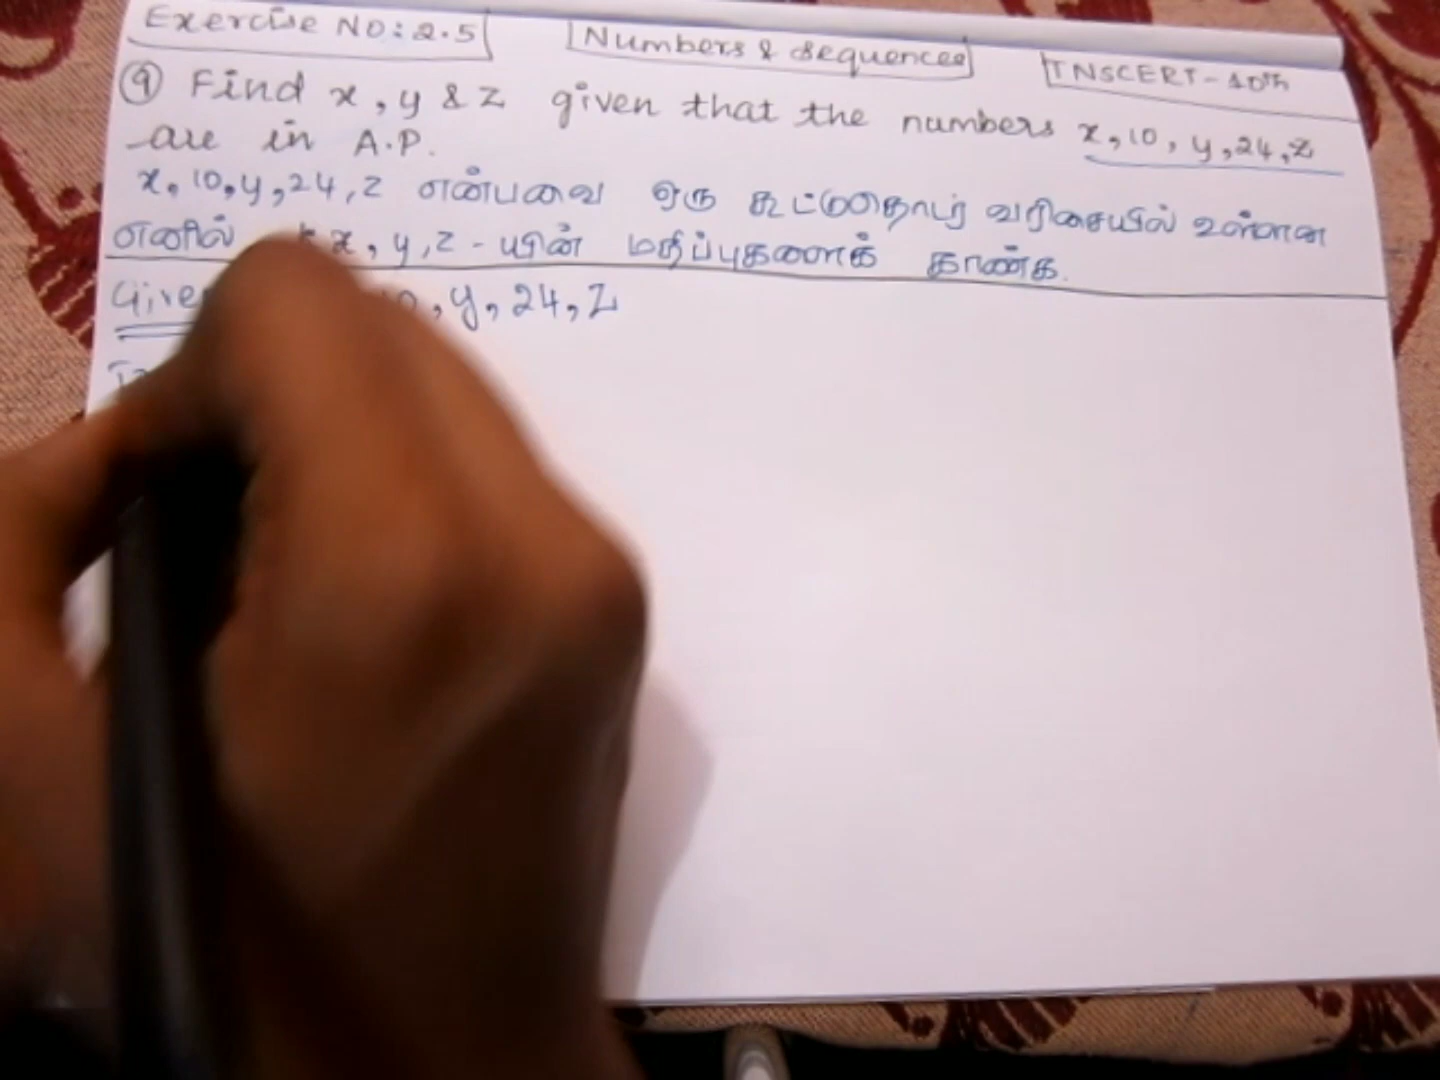 Exercise NO: 2.5
Numbers & sequences
TNSCERT - 10th
9 Find x, y & z given that the numbers x, 10, y, 24, z
are in A.P.
x, 10, y, 24, z என்பவை ஒரு கூட்டுதொடர் வரிசையில் உள்ளன
எனில் x, y, z - யின் மதிப்புகளைக் காண்க.
, y, 24, z